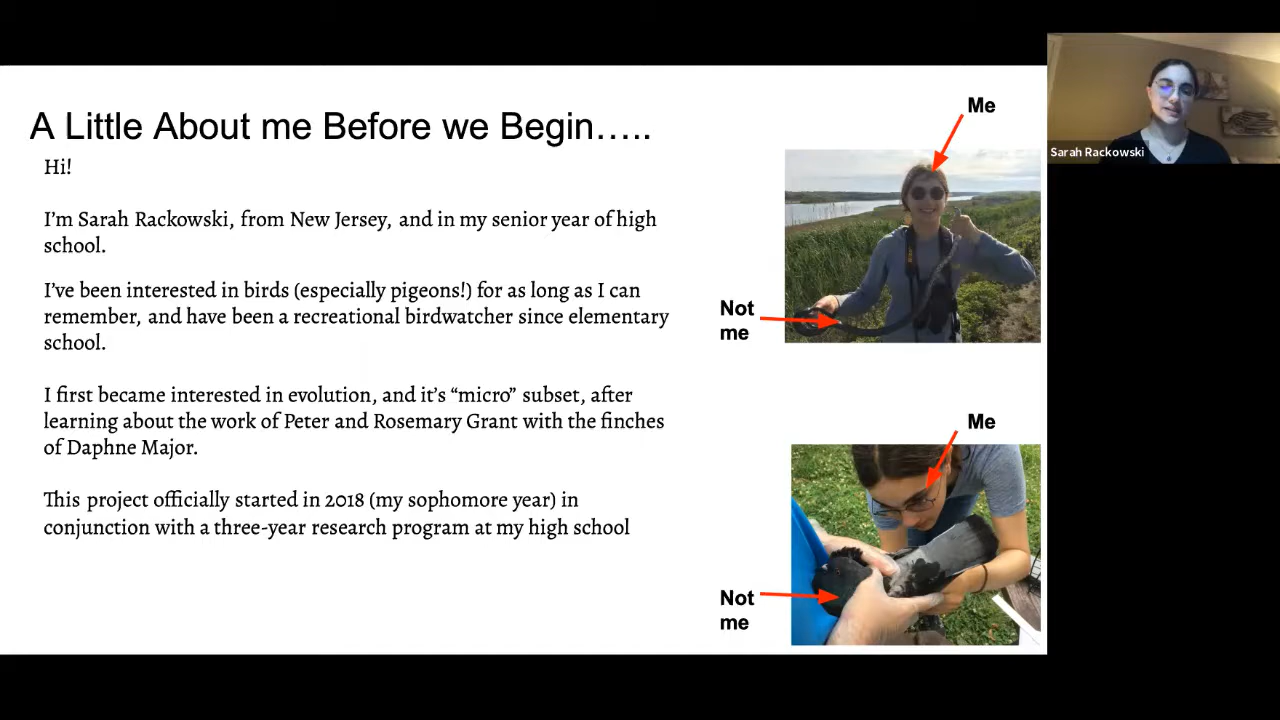 A Little About me Before we Begin…..
Hi!
I’m Sarah Rackowski, from New Jersey, and in my senior year of high
school.
I’ve been interested in birds (especially pigeons!) for as long as I can
remember, and have been a recreational birdwatcher since elementary
school.
I first became interested in evolution, and it’s “micro” subset, after
learning about the work of Peter and Rosemary Grant with the finches
of Daphne Major.
This project officially started in 2018 (my sophomore year) in
conjunction with a three-year research program at my high school
Me
Not
me
Me
Not
me
Sarah Rackowski